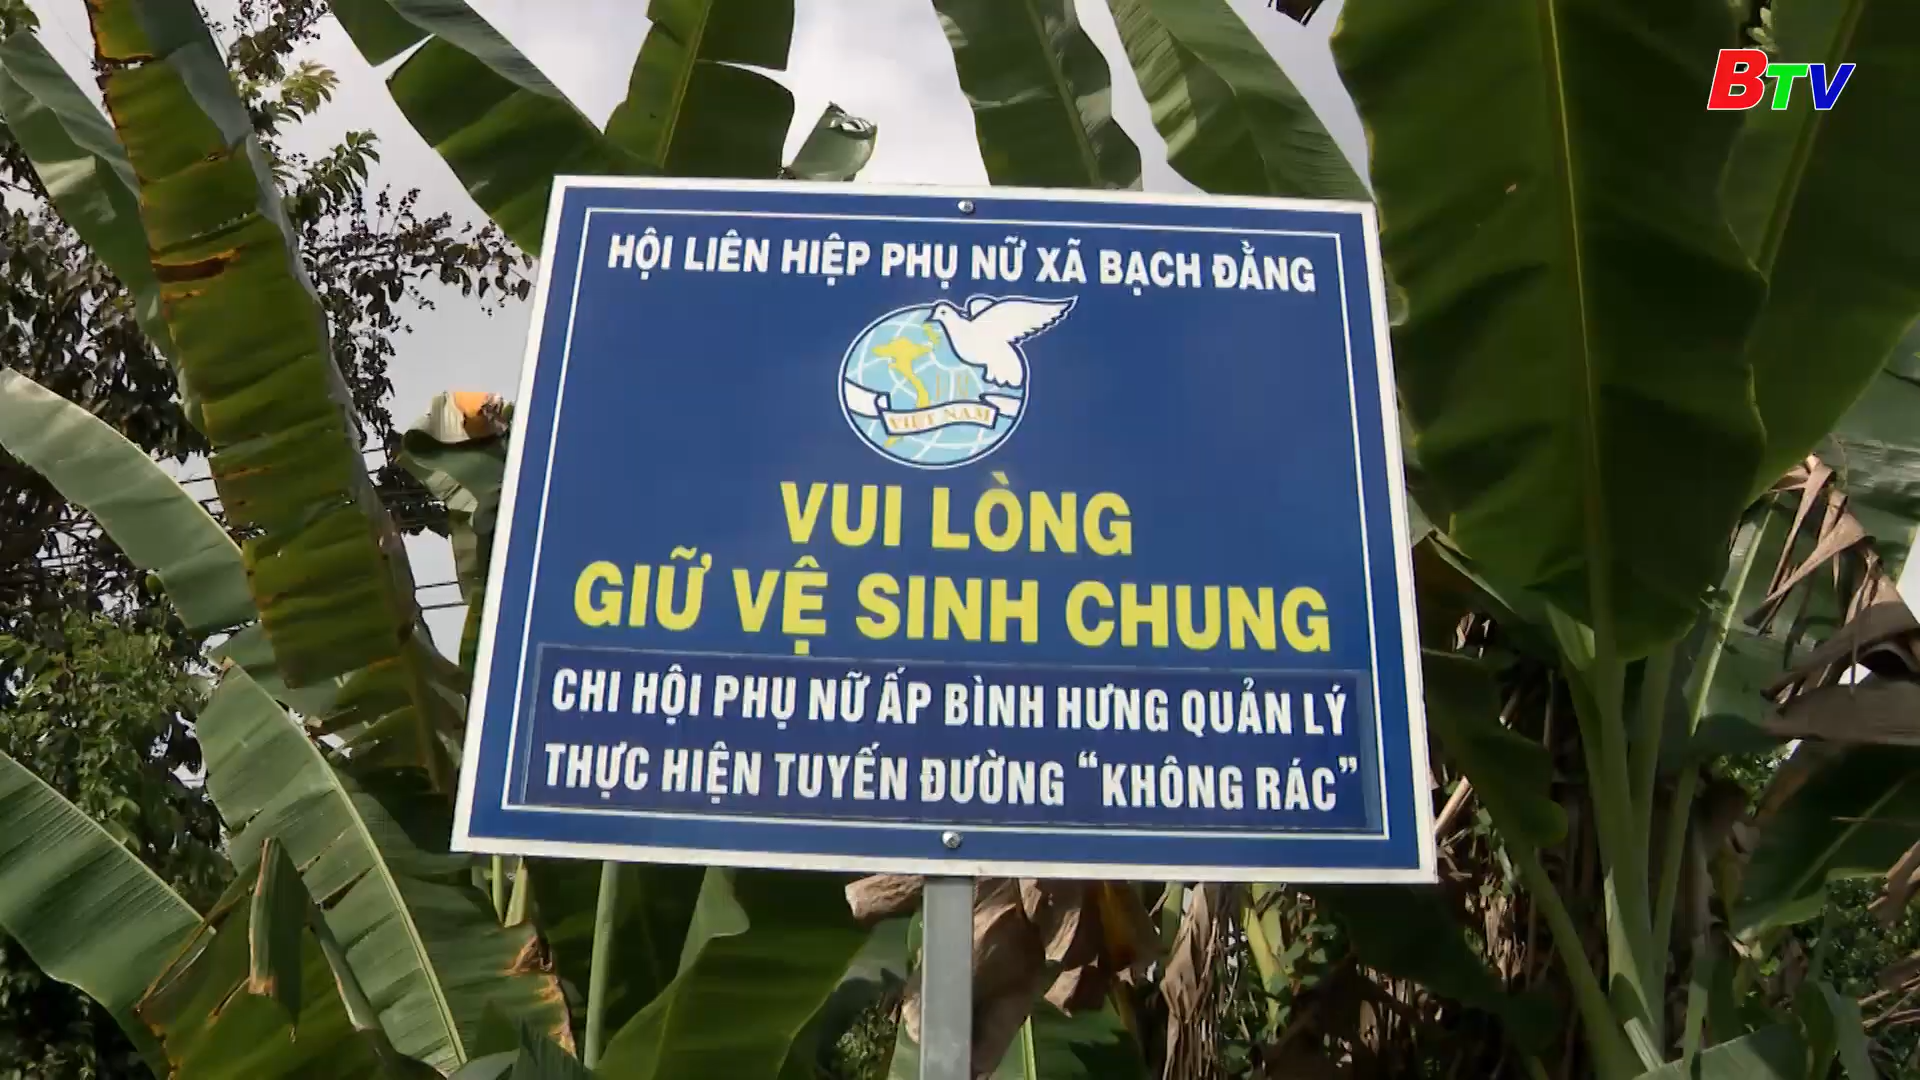 BTV
HỘI LIÊN HIỆP PHỤ NỮ XÃ BẠCH ĐẰNG
VIỆT NAM
VUI LÒNG
GIỮ VỆ SINH CHUNG
CHI HỘI PHỤ NỮ ẤP BÌNH HƯNG QUẢN LÝ
THỰC HIỆN TUYẾN ĐƯỜNG “KHÔNG RÁC”